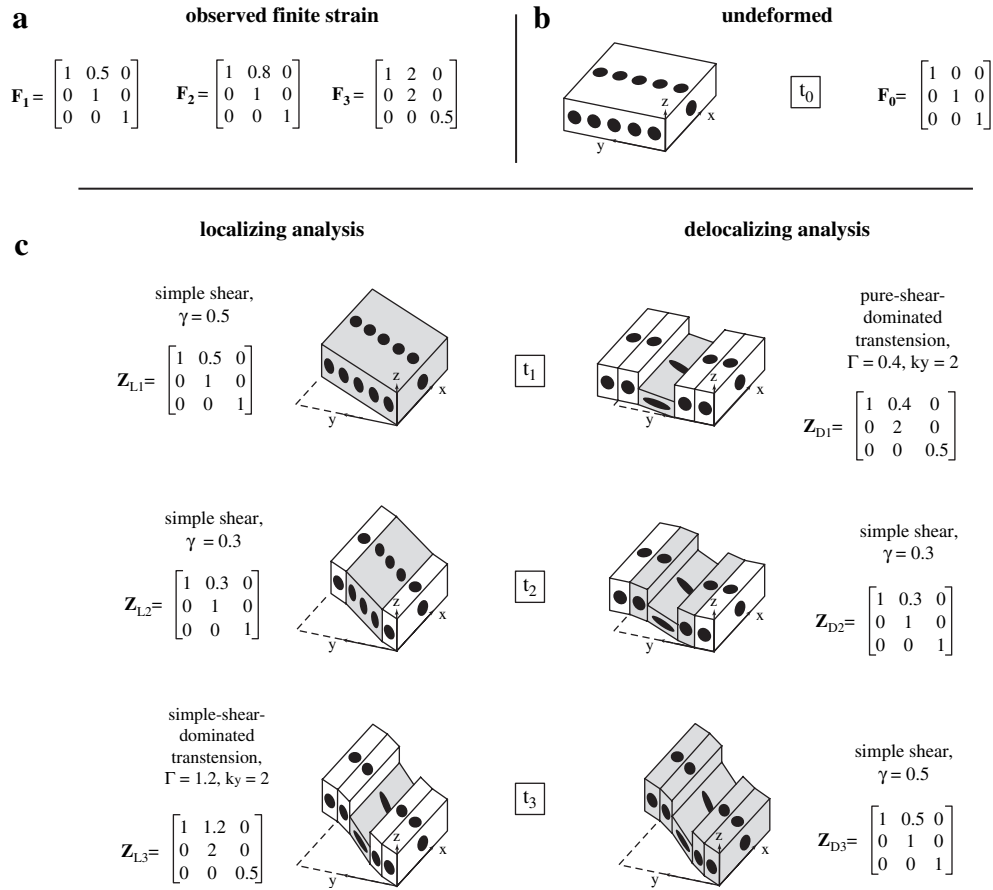 a
observed finite strain
F1 =
1 0.5 0
0 1 0
0 0 1
F2 =
1 0.8 0
0 1 0
0 0 1
F3 =
1 2 0
0 2 0
0 0 0.5
b
undeformed
z
x
y
t0
F0=
1 0 0
0 1 0
0 0 1
c
localizing analysis
delocalizing analysis
simple shear,
γ = 0.5
ZL1=
1 0.5 0
0 1 0
0 0 1
z
x
y
t1
z
x
y
pure-shear-
dominated
transtension,
Γ = 0.4, ky = 2
ZD1=
1 0.4 0
0 2 0
0 0 0.5
simple shear,
γ = 0.3
ZL2=
1 0.3 0
0 1 0
0 0 1
z
x
y
t2
z
x
y
simple shear,
γ = 0.3
ZD2=
1 0.3 0
0 1 0
0 0 1
simple-shear-
dominated
transtension,
Γ = 1.2, ky = 2
ZL3=
1 1.2 0
0 2 0
0 0 0.5
z
x
y
t3
z
x
y
simple shear,
γ = 0.5
ZD3=
1 0.5 0
0 1 0
0 0 1